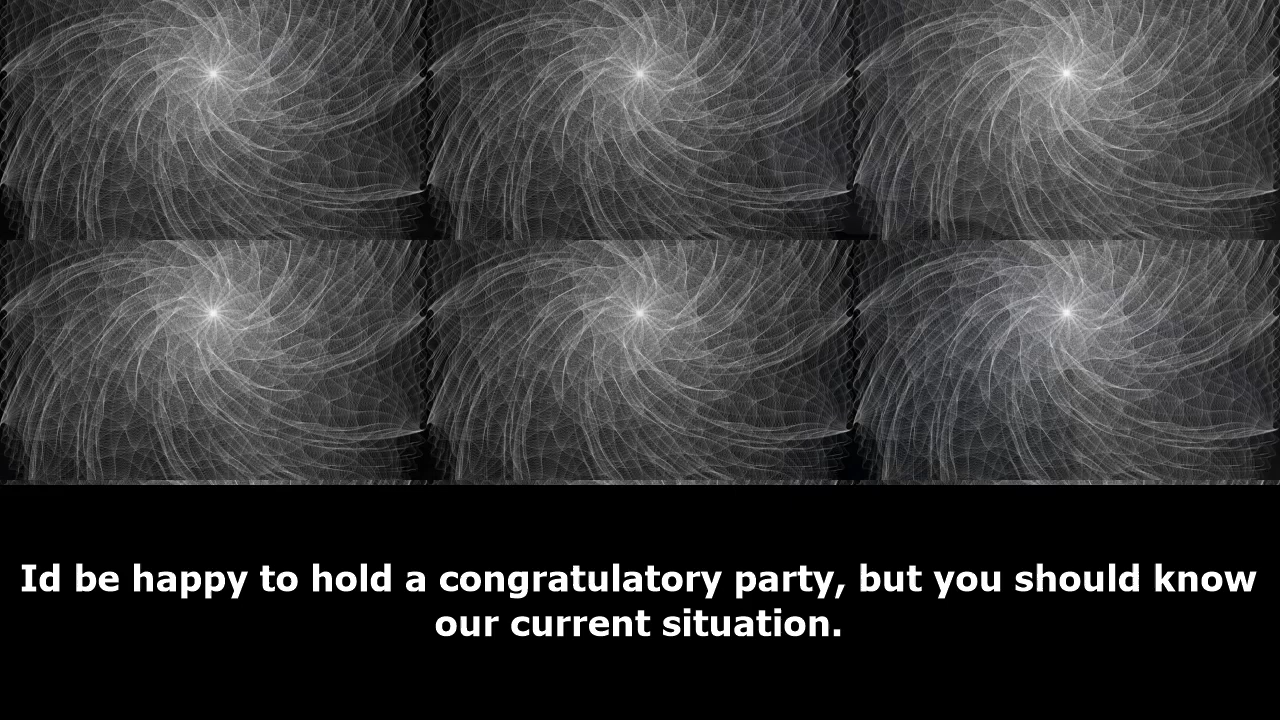 Id be happy to hold a congratulatory party, but you should know
our current situation.